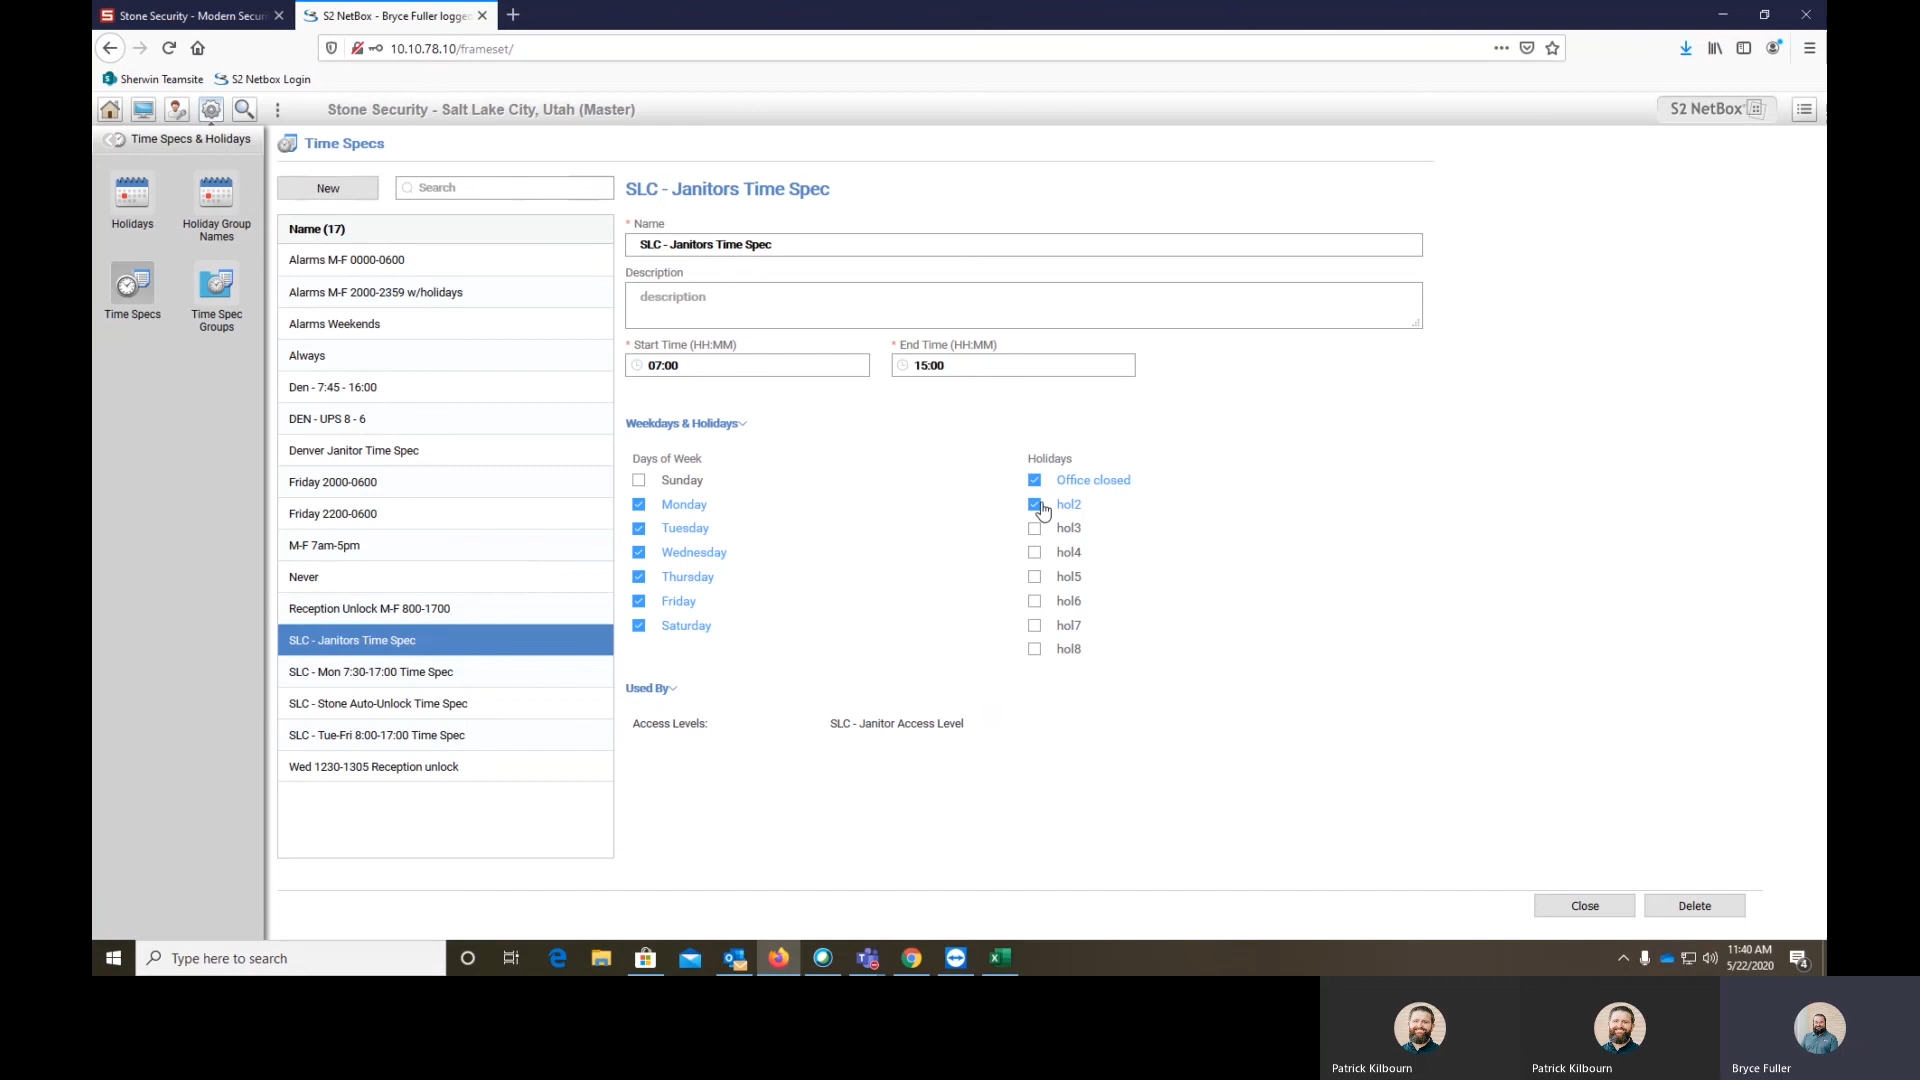 Stone Security - Modern Secur
S2 NetBox - Bryce Fuller logge
10.10.78.10/frameset/
Sherwin Teamsite
S2 Netbox Login
Stone Security - Salt Lake City, Utah (Master)
S2 NetBox
Time Specs & Holidays
Holidays
Holiday Group
Names
Time Specs
Time Spec
Groups
Time Specs
New
Search
Name (17)
Alarms M-F 0000-0600
Alarms M-F 2000-2359 w/holidays
Alarms Weekends
Always
Den - 7:45 - 16:00
DEN - UPS 8 - 6
Denver Janitor Time Spec
Friday 2000-0600
Friday 2200-0600
M-F 7am-5pm
Never
Reception Unlock M-F 800-1700
SLC - Janitors Time Spec
SLC - Mon 7:30-17:00 Time Spec
SLC - Stone Auto-Unlock Time Spec
SLC - Tue-Fri 8:00-17:00 Time Spec
Wed 1230-1305 Reception unlock
SLC - Janitors Time Spec
* Name
SLC - Janitors Time Spec
Description
description
* Start Time (HH:MM)
* End Time (HH:MM)
07:00
15:00
Weekdays & Holidays
Days of Week
Sunday
Monday
Tuesday
Wednesday
Thursday
Friday
Saturday
Holidays
Office closed
hol2
hol3
hol4
hol5
hol6
hol7
hol8
Used By
Access Levels:
SLC - Janitor Access Level
Close
Delete
Type here to search
11:40 AM
5/22/2020
4
Patrick Kilbourn
Patrick Kilbourn
Bryce Fuller